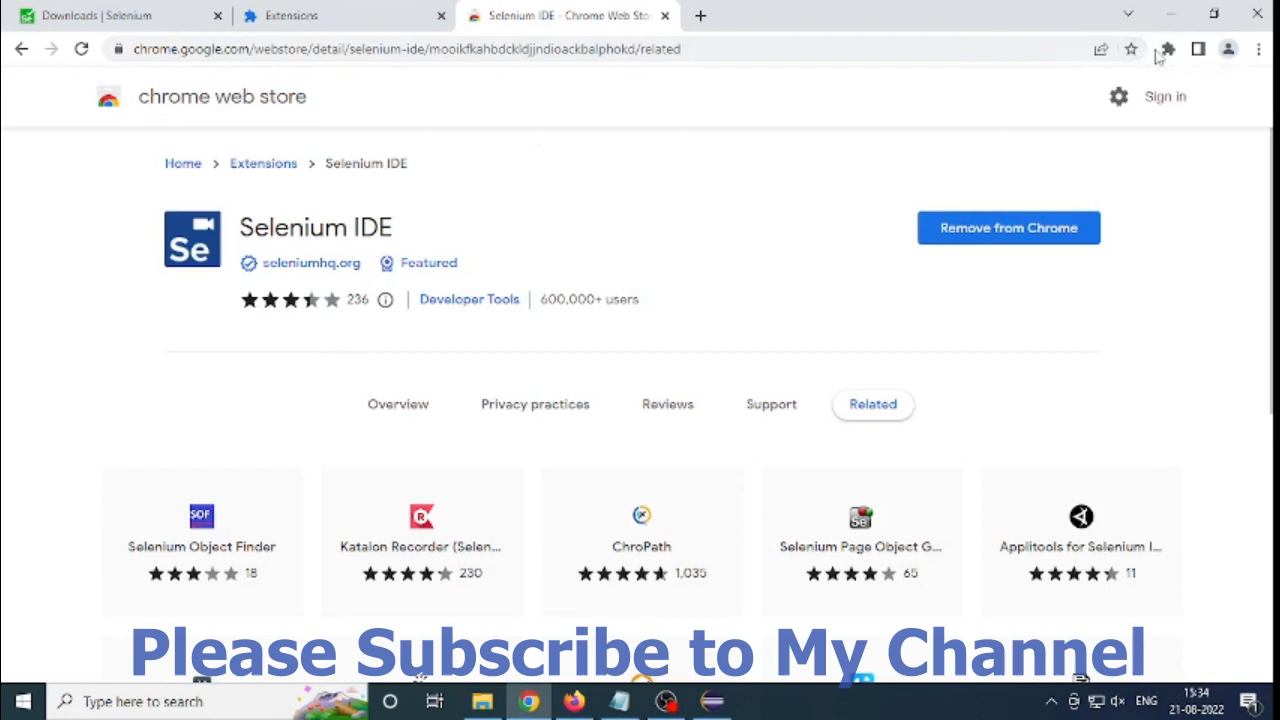 Downloads | Selenium
Extensions
Selenium IDE - Chrome Web Sto
chrome.google.com/webstore/detail/selenium-ide/mooikfkahbdckldjjndioackbalphokd/related
chrome web store
Sign in
Home > Extensions > Selenium IDE
Se
Selenium IDE
Remove from Chrome
seleniumhq.org
Featured
236
Developer Tools
600,000+ users
Overview
Privacy practices
Reviews
Support
Related
SOF
R
Se
Selenium Object Finder
Katalon Recorder (Selen...
ChroPath
Selenium Page Object G...
Applitools for Selenium I...
18
230
1,035
65
11
Please Subscribe to My Channel
Type here to search
ENG
15:34
21-08-2022
1